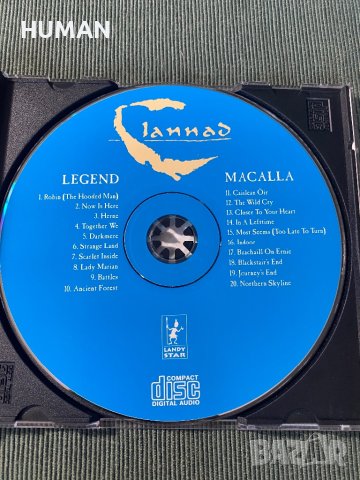 HUMAN
Clannad
LEGEND
1. Robin (The Hooded Man)
2. Now Is Here
3. Herne
4. Together We
5. Darkmere
6. Strange Land
7. Scarlet Inside
8. Lady Marian
9. Battles
10. Ancient Forest
MACALLA
11. Caislean Óir
12. The Wild Cry
13. Closer To Your Heart
14. In A Lifetime
15. Most Seems (Too Late To Turn)
16. Indoor
17. Buachaill On Eirne
18. Blackstair's End
19. Journey's End
20. Northern Skyline
LANDY
STAR
COMPACT
disc
DIGITAL AUDIO
BAZAR